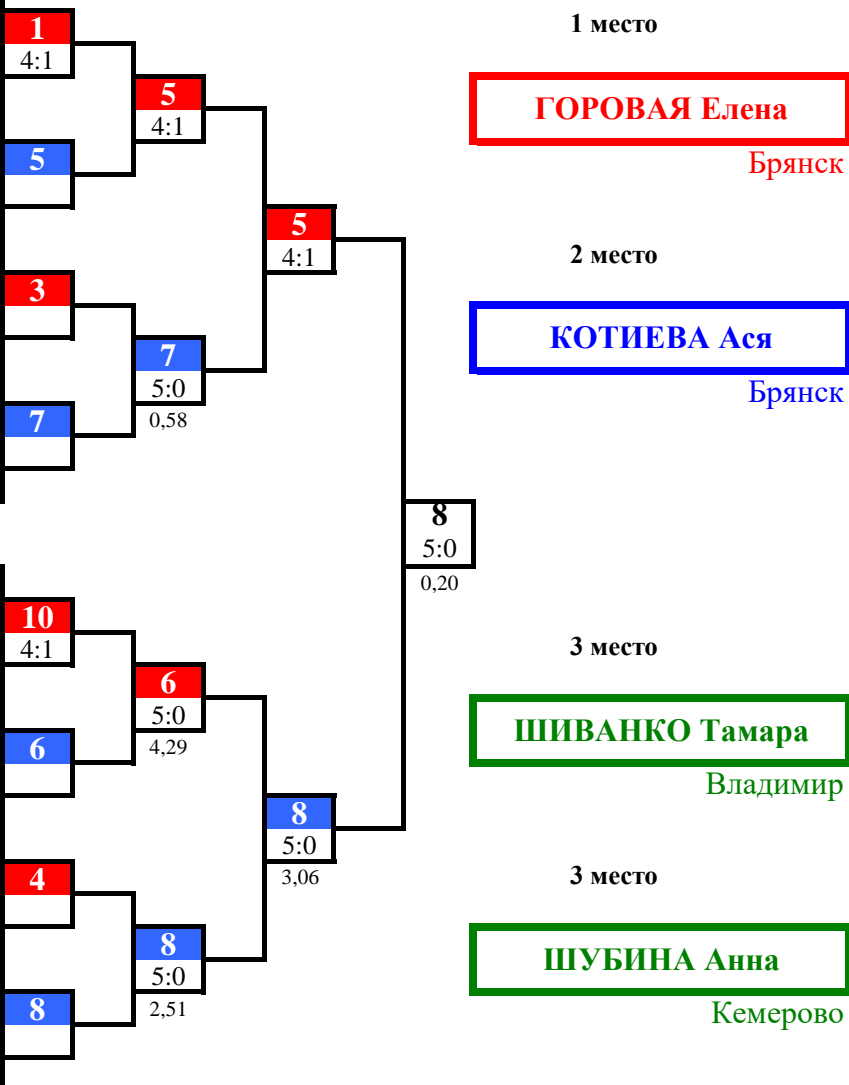 1
4:1
5
5
4:1
3
7
7
5:0
0,58
5
4:1
10
4:1
6
6
5:0
4,29
4
8
8
5:0
2,51
8
5:0
3,06
8
5:0
0,20
1 место
ГОРОВАЯ Елена
Брянск
2 место
КОТИЕВА Ася
Брянск
3 место
ШИВАНКО Тамара
Владимир
3 место
ШУБИНА Анна
Кемерово